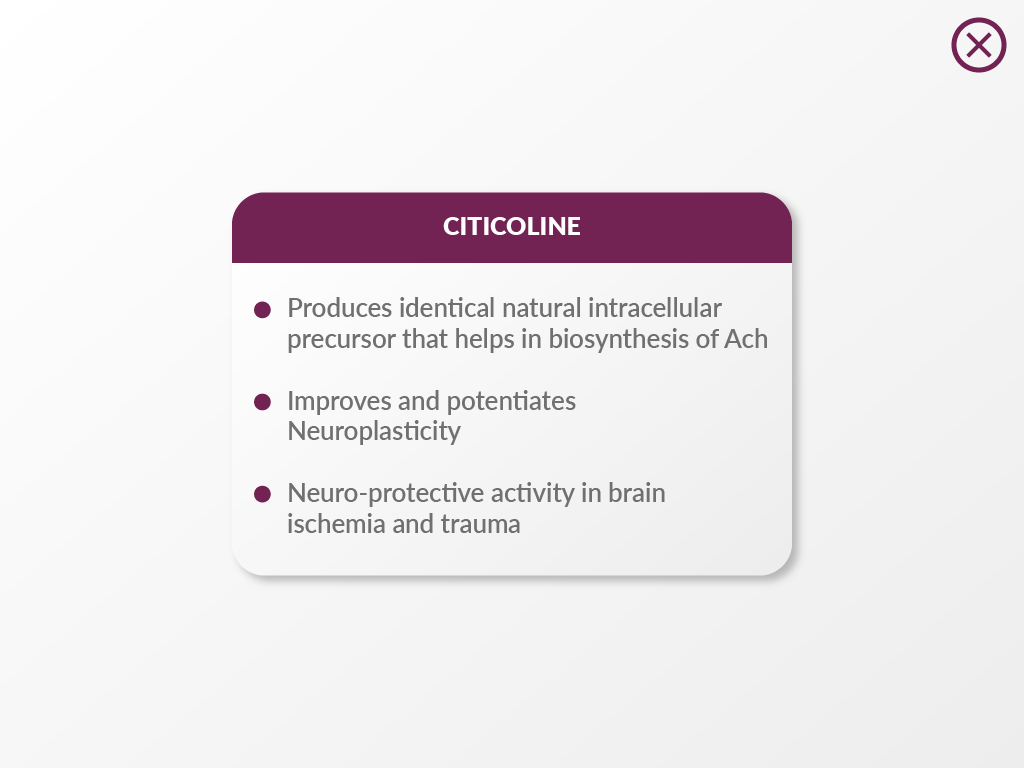 CITICOLINE
Produces identical natural intracellular
precursor that helps in biosynthesis of Ach
Improves and potentiates
Neuroplasticity
Neuro-protective activity in brain
ischemia and trauma